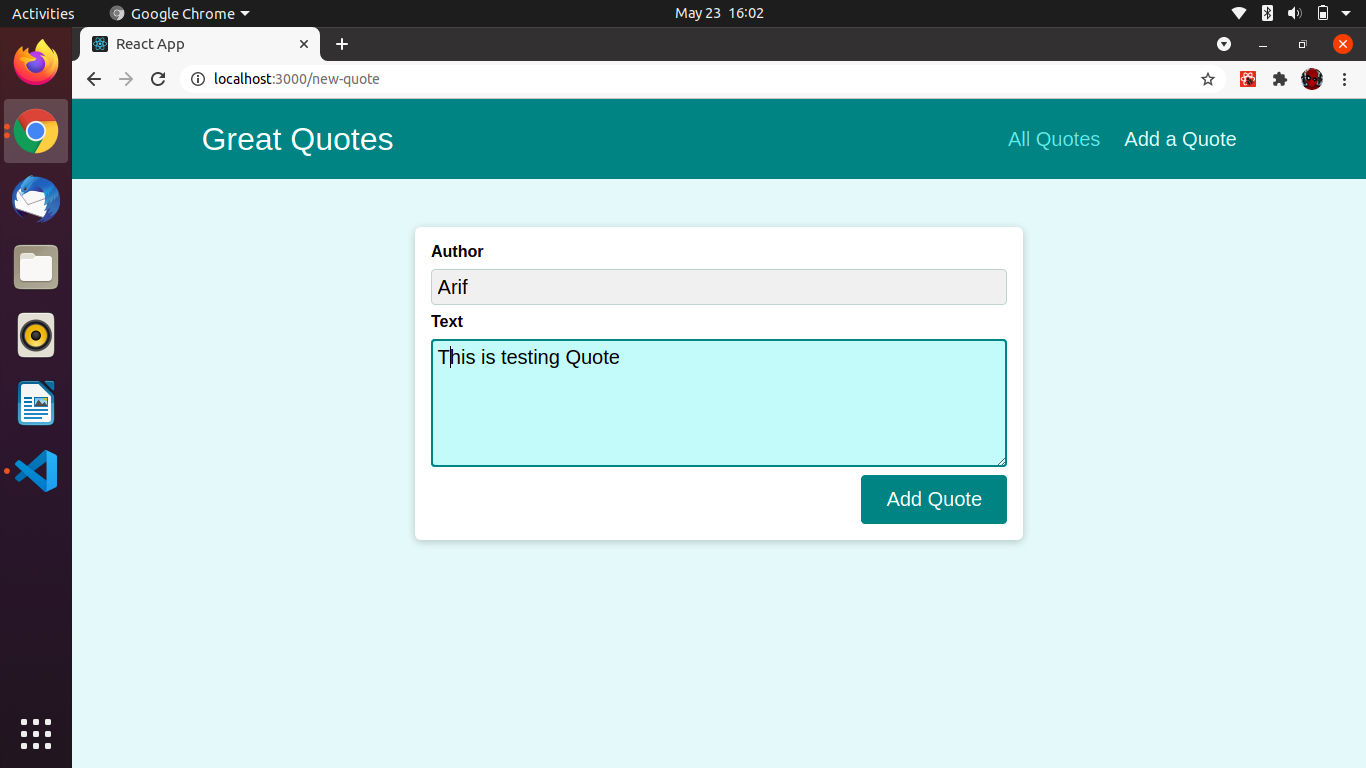 Activities Google Chrome May 23 16:02
React App
localhost:3000/new-quote
Great Quotes All Quotes Add a Quote
Author
Arif
Text
This is testing Quote
Add Quote